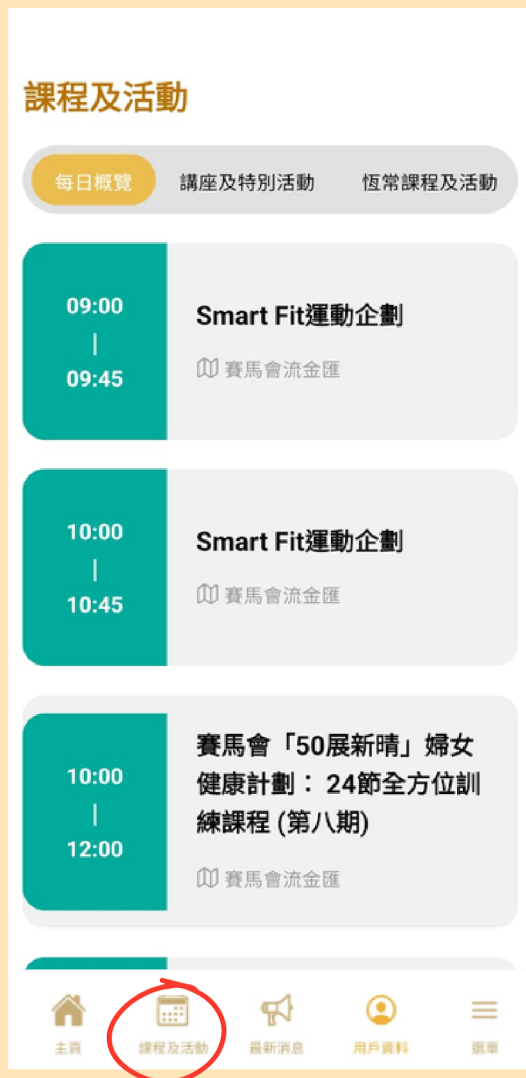 課程及活動
每日概覽 講座及特別活動 恆常課程及活動
09:00
|
09:45
Smart Fit運動企劃
賽馬會流金匯
10:00
|
10:45
Smart Fit運動企劃
賽馬會流金匯
10:00
|
12:00
賽馬會「50展新晴」婦女
健康計劃： 24節全方位訓
練課程 (第八期)
賽馬會流金匯
主頁 課程及活動 最新消息 用戶資料 選單